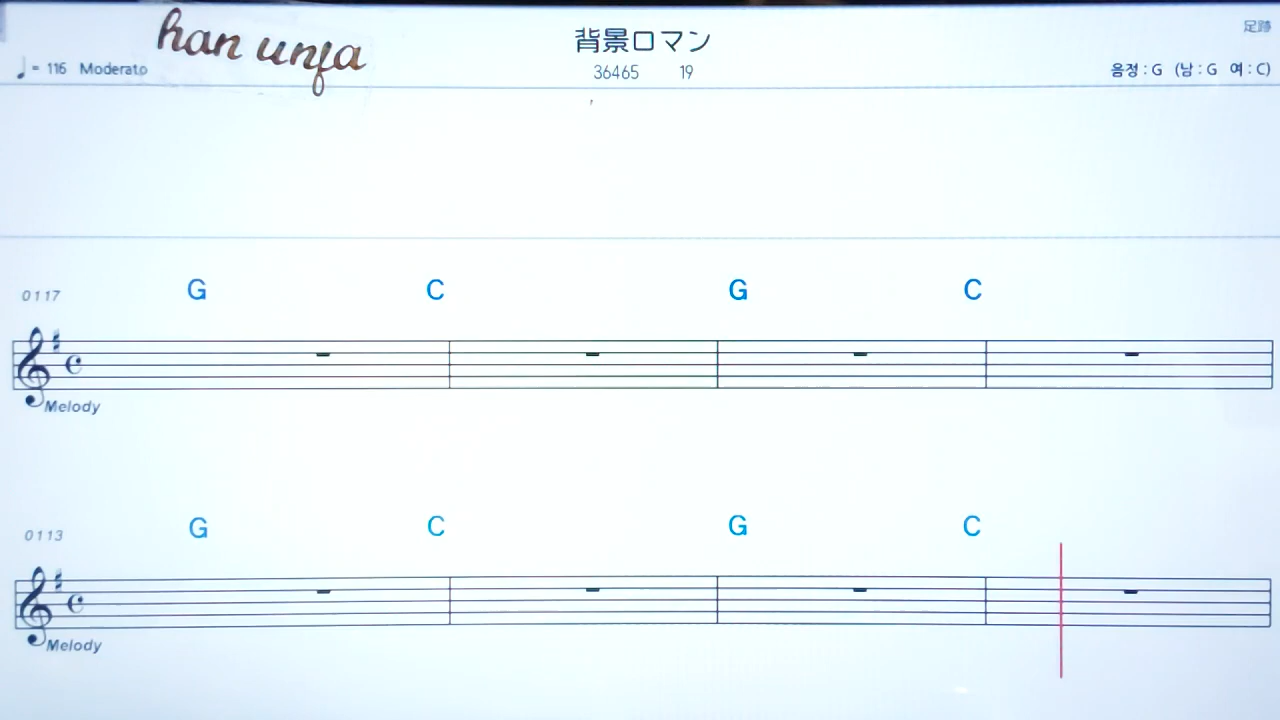 han unfa
背景ロマン
足跡
♩= 116 Moderato
36465 19
음정 : G (남 : G 여 : C)
G C G C
0117
Melody
G C G C
0113
Melody